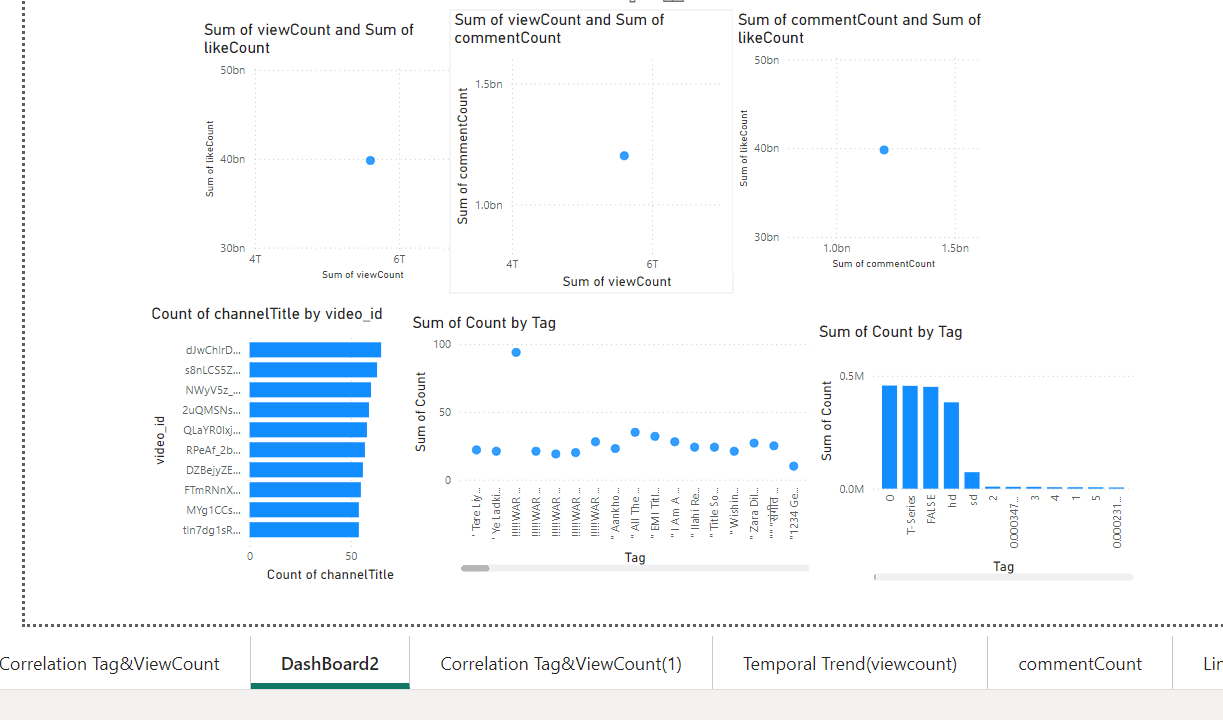 Sum of viewCount and Sum of
likeCount
50bn
40bn
30bn
Sum of likeCount
4T
6T
Sum of viewCount
Sum of viewCount and Sum of
commentCount
1.5bn
1.0bn
Sum of commentCount
4T
6T
Sum of viewCount
Sum of commentCount and Sum of
likeCount
50bn
40bn
30bn
Sum of likeCount
1.0bn
1.5bn
Sum of commentCount
Count of channelTitle by video_id
video_id
s8nLCS5Z...
NWyV5z_...
2uQMSNs...
RPeAf_2b...
DZBejyZE...
FTmRNnX...
MYg1CCs...
0
50
Count of channelTitle
Sum of Count by Tag
100
50
0
Sum of Count
" Tere Liy...
" Ye Ladki...
!!!!WAR ...
!!!!!WAR ...
!!!!!WAR ...
!!!!WAR ...
!!!!WAR ...
" Aankho...
" All The ...
" EMI Titl...
" I Am A ...
" Ilahi Re...
" Title So...
" Wishin...
" Zara Dil...
"" "संगीत ...
"1234 Ge...
Tag
Sum of Count by Tag
0.5M
0.0M
Sum of Count
0
T-Series
FALSE
hd
sd
2
0.000347...
3
4
1
5
0.000231...
Tag
Correlation Tag&ViewCount
DashBoard2
Correlation Tag&ViewCount(1)
Temporal Trend(viewcount)
commentCount